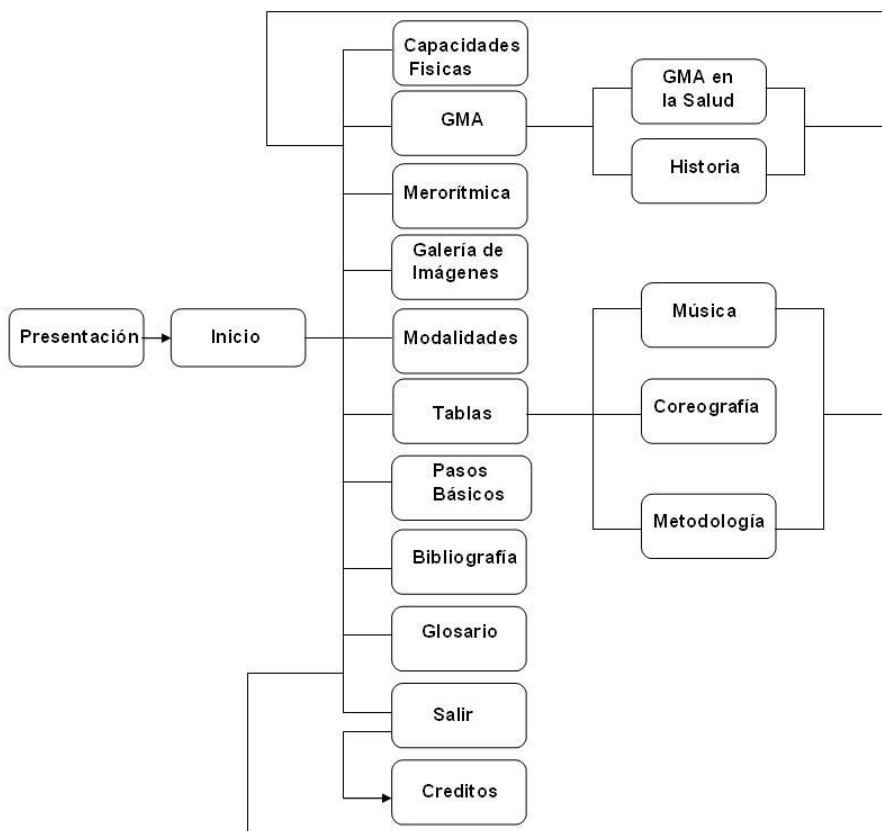 Presentación
Inicio
Capacidades
Fisicas
GMA
Merorítmica
Galería de
Imágenes
Modalidades
Tablas
Pasos
Básicos
Bibliografía
Glosario
Salir
Creditos
GMA en
la Salud
Historia
Música
Coreografía
Metodología